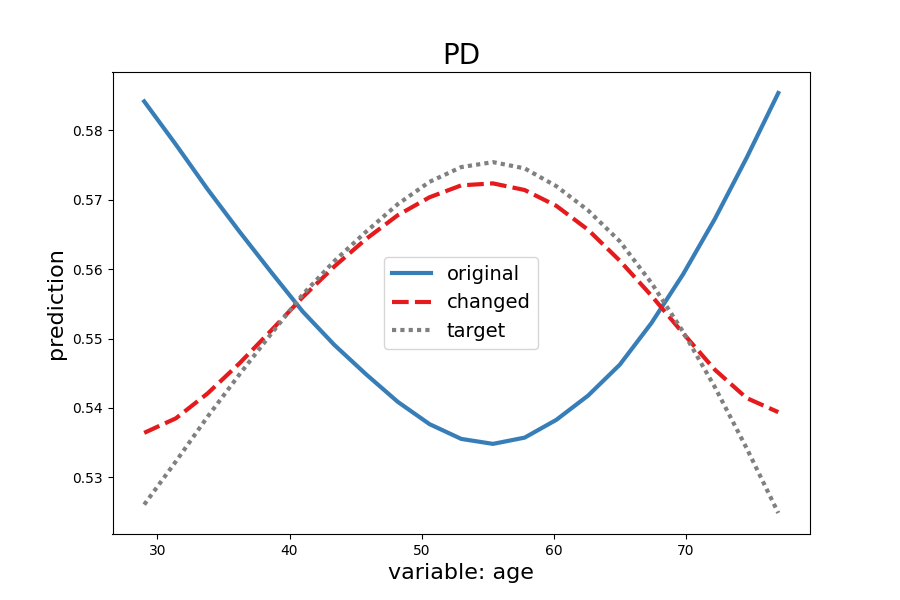 PD
prediction
0.58
0.57
0.56
0.55
0.54
0.53
original
changed
target
30 40 50 60 70
variable: age